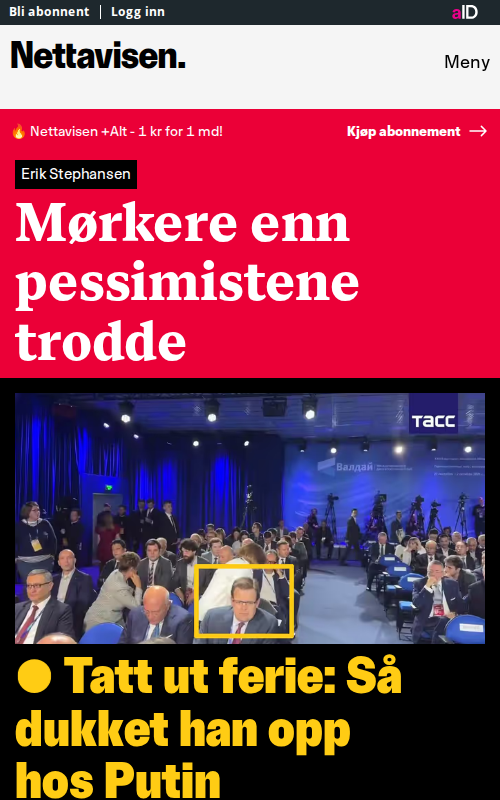 Bli abonnent | Logg inn
aID
Nettavisen.
Meny
🔥 Nettavisen +Alt - 1 kr for 1 md!
Kjøp abonnement →
Erik Stephansen
Mørkere enn
pessimistene
trodde
ТАСС
Валдай
● Tatt ut ferie: Så
dukket han opp
hos Putin